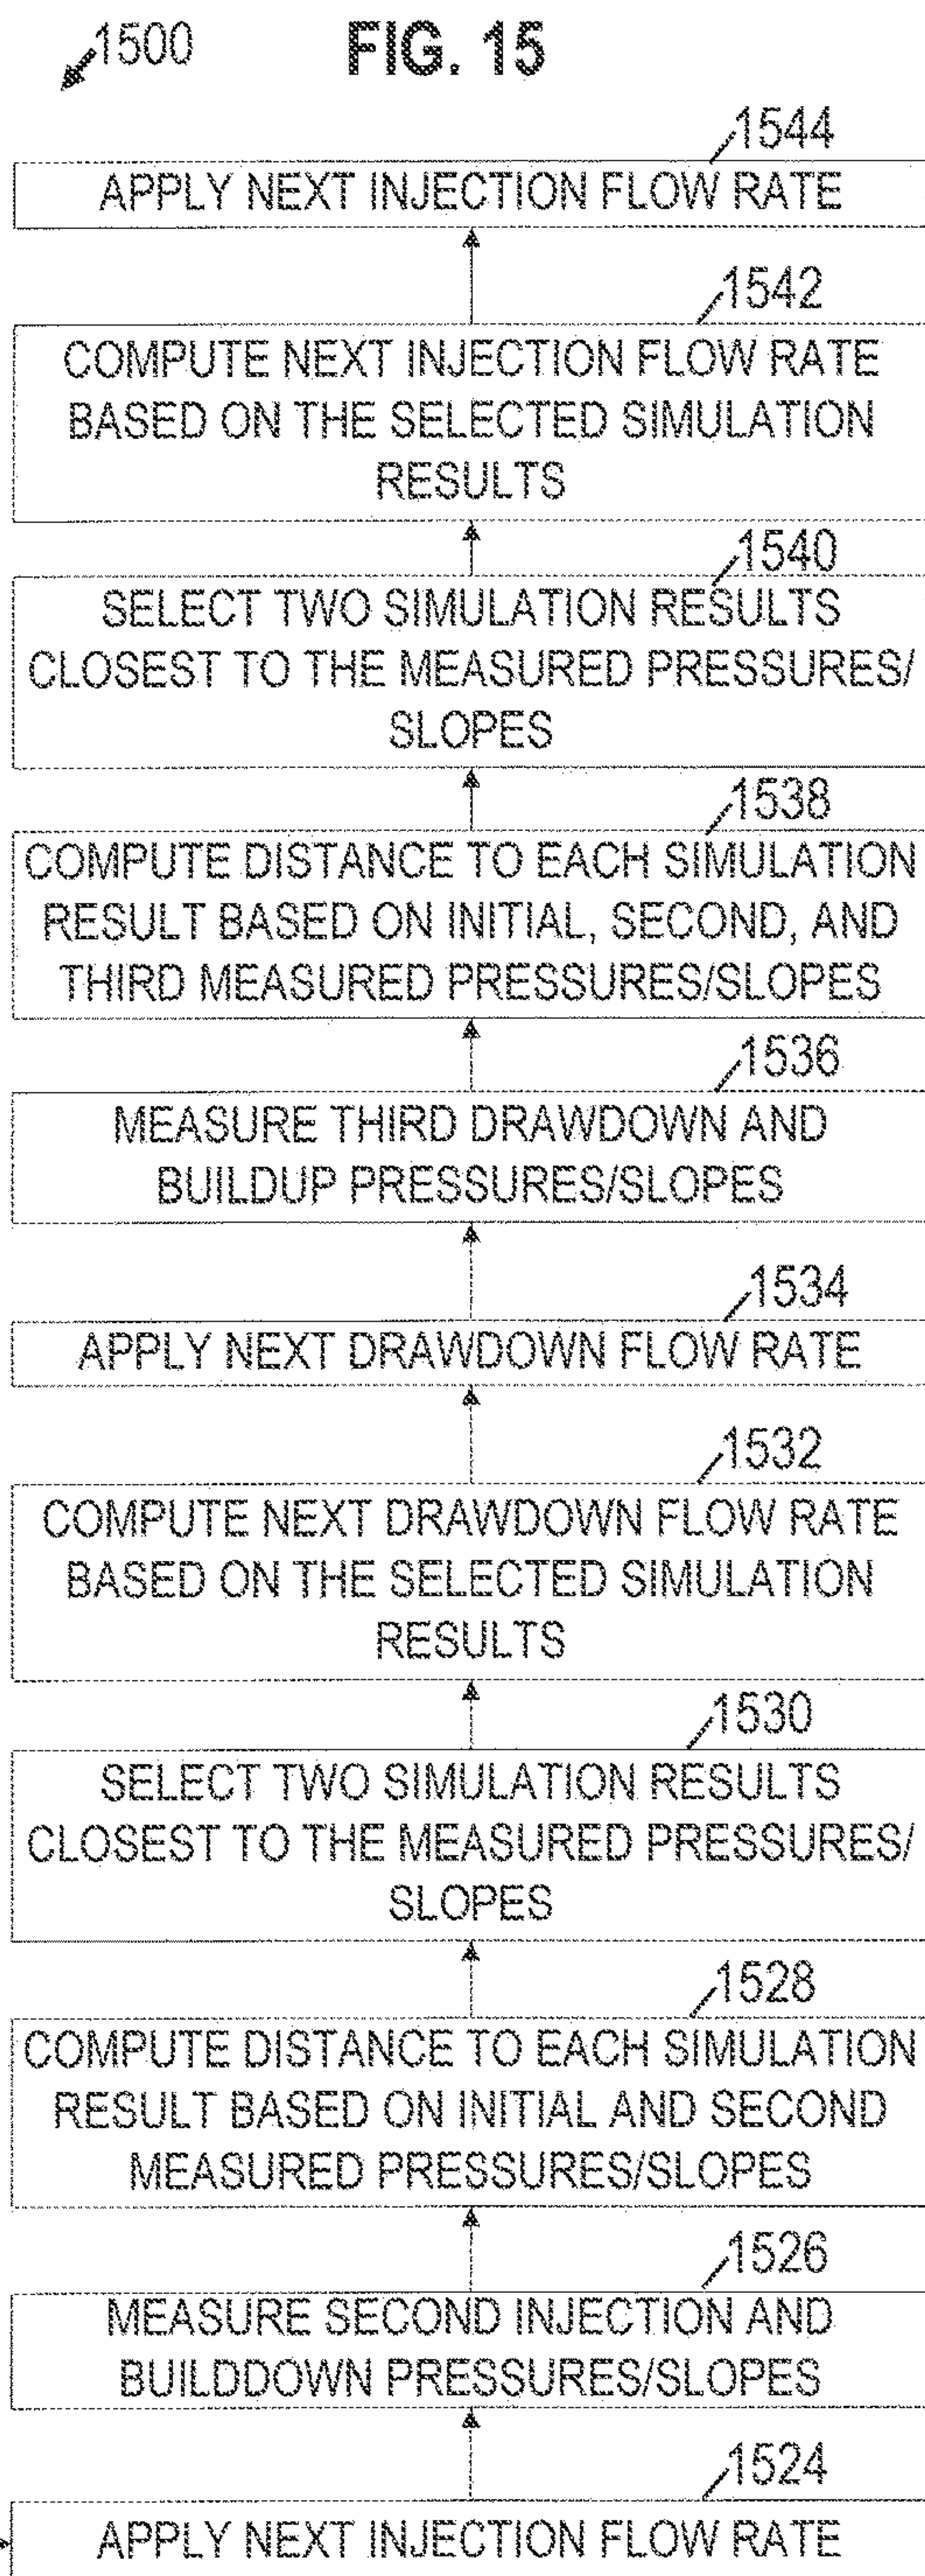 1500
FIG. 15
1544
APPLY NEXT INJECTION FLOW RATE
1542
COMPUTE NEXT INJECTION FLOW RATE
BASED ON THE SELECTED SIMULATION
RESULTS
1540
SELECT TWO SIMULATION RESULTS
CLOSEST TO THE MEASURED PRESSURES/
SLOPES
1538
COMPUTE DISTANCE TO EACH SIMULATION
RESULT BASED ON INITIAL, SECOND, AND
THIRD MEASURED PRESSURES/SLOPES
1536
MEASURE THIRD DRAWDOWN AND
BUILDUP PRESSURES/SLOPES
1534
APPLY NEXT DRAWDOWN FLOW RATE
1532
COMPUTE NEXT DRAWDOWN FLOW RATE
BASED ON THE SELECTED SIMULATION
RESULTS
1530
SELECT TWO SIMULATION RESULTS
CLOSEST TO THE MEASURED PRESSURES/
SLOPES
1528
COMPUTE DISTANCE TO EACH SIMULATION
RESULT BASED ON INITIAL AND SECOND
MEASURED PRESSURES/SLOPES
1526
MEASURE SECOND INJECTION AND
BUILDDOWN PRESSURES/SLOPES
1524
APPLY NEXT INJECTION FLOW RATE